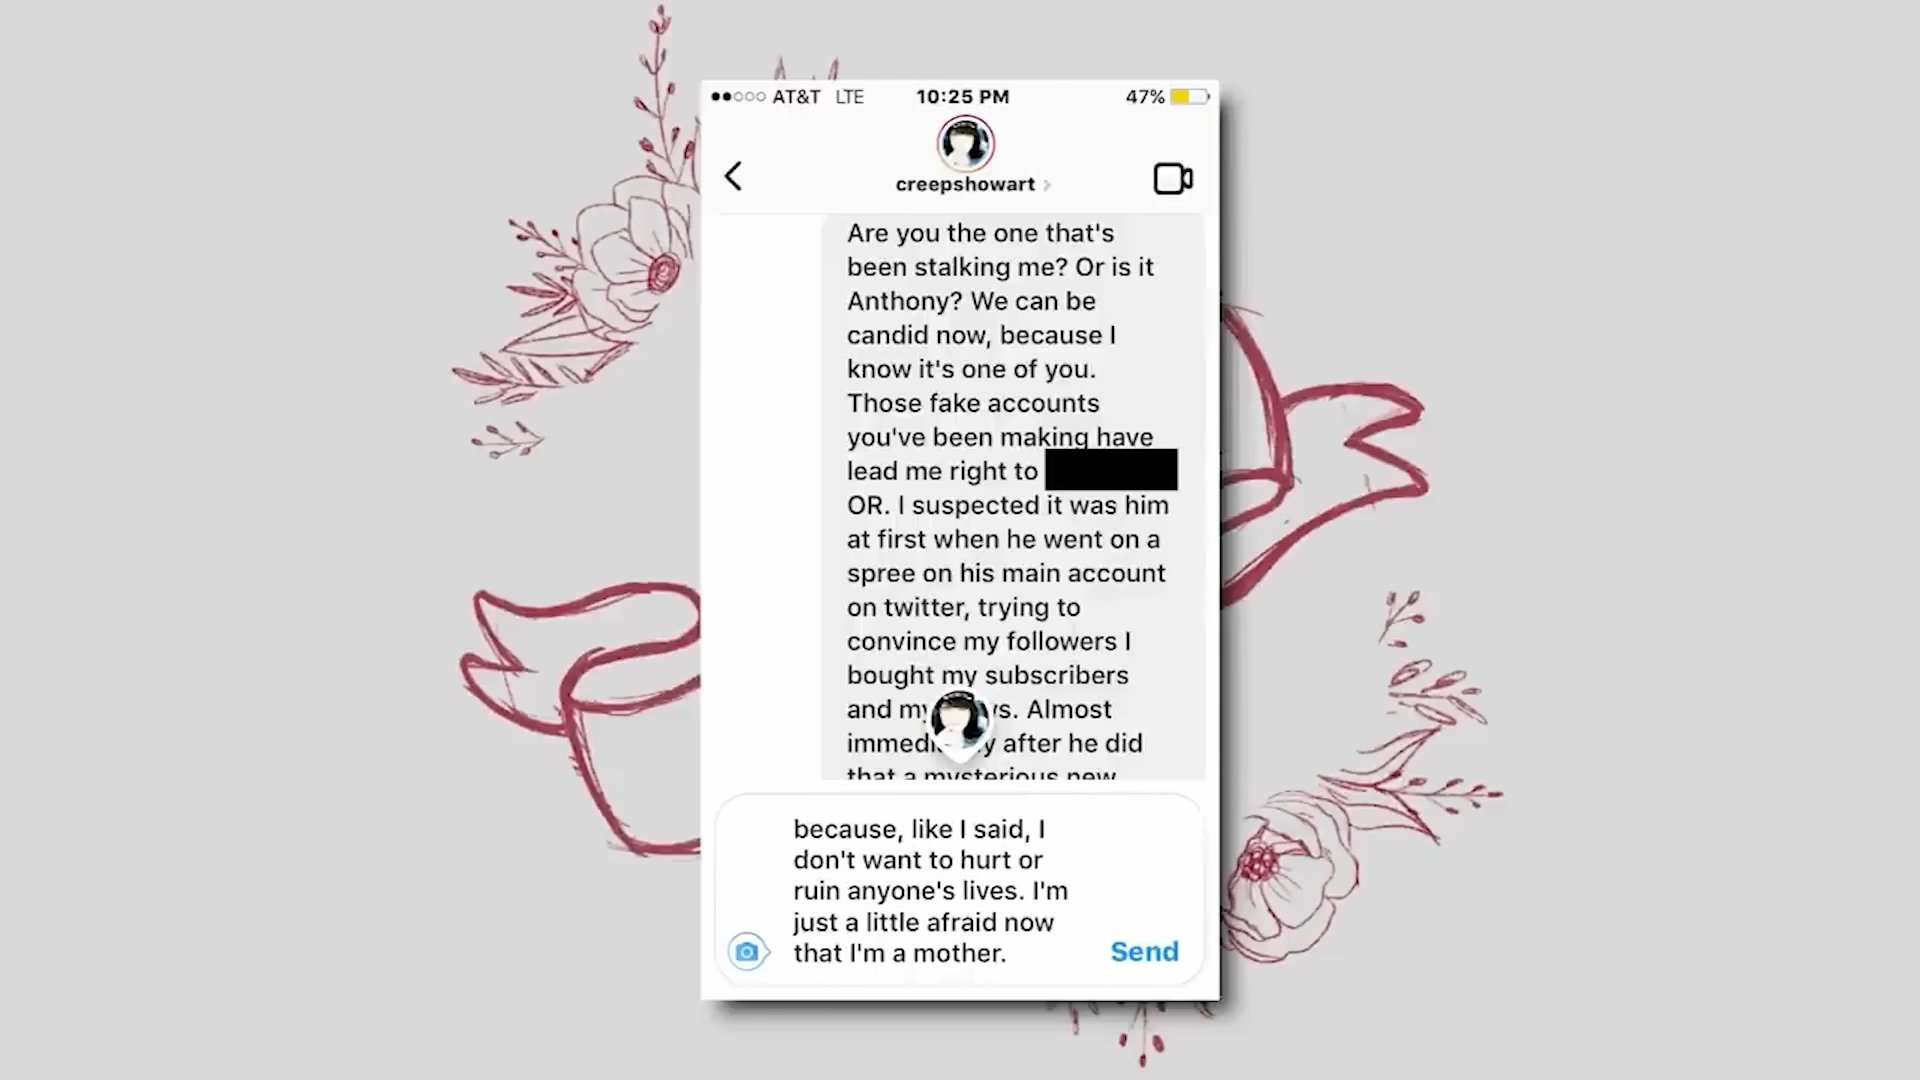 AT&T LTE 10:25 PM 47%
creepshowart
Are you the one that's
been stalking me? Or is it
Anthony? We can be
candid now, because I
know it's one of you.
Those fake accounts
you've been making have
lead me right to
OR. I suspected it was him
at first when he went on a
spree on his main account
on twitter, trying to
convince my followers I
bought my subscribers
and Almost
after he did
that a mysterious new
because, like I said, I
don't want to hurt or
ruin anyone's lives. I'm
just a little afraid now
that I'm a mother.
Send